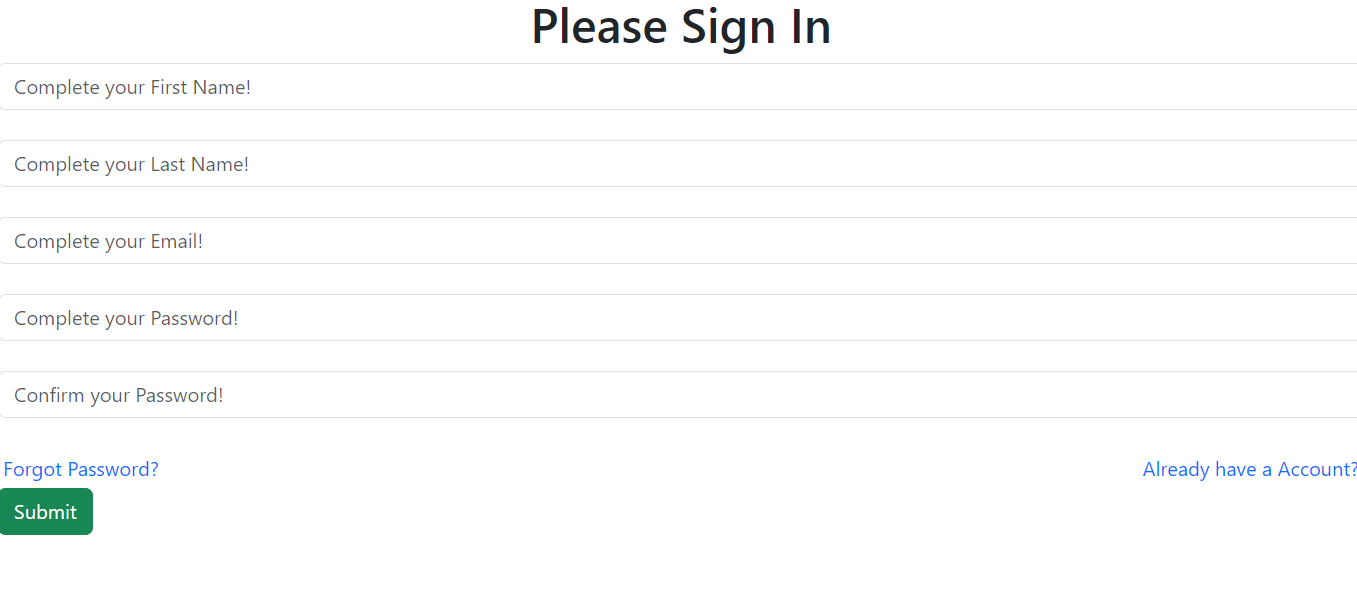 Please Sign In
Complete your First Name!
Complete your Last Name!
Complete your Email!
Complete your Password!
Confirm your Password!
Forgot Password? Already have a Account?
Submit